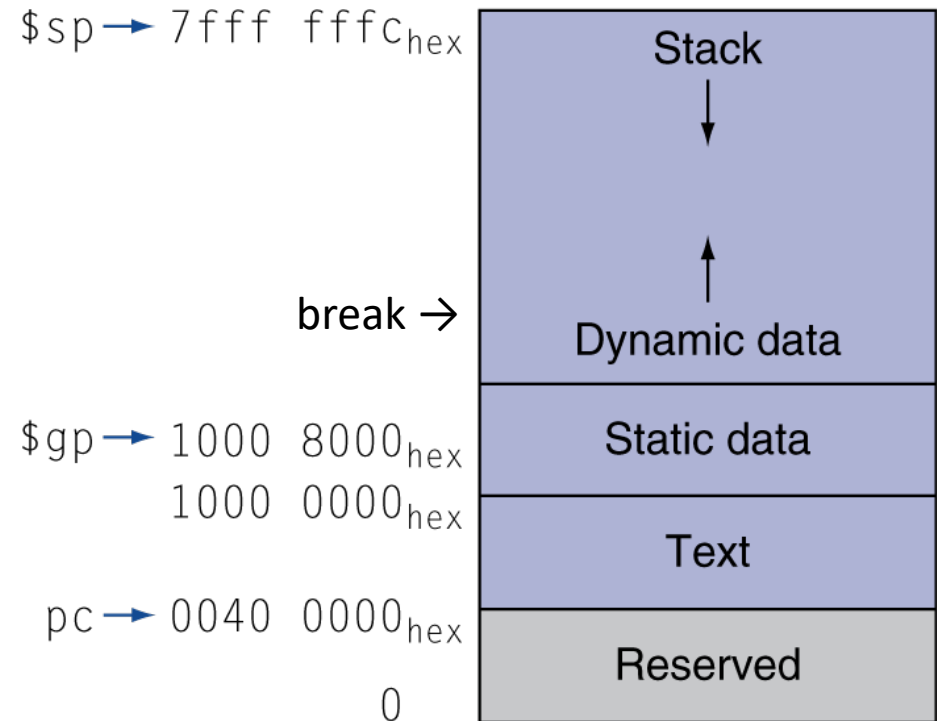 $sp → 7fff fffchex
Stack
break →
Dynamic data
$gp → 1000 8000hex
Static data
1000 0000hex
Text
pc → 0040 0000hex
Reserved
0